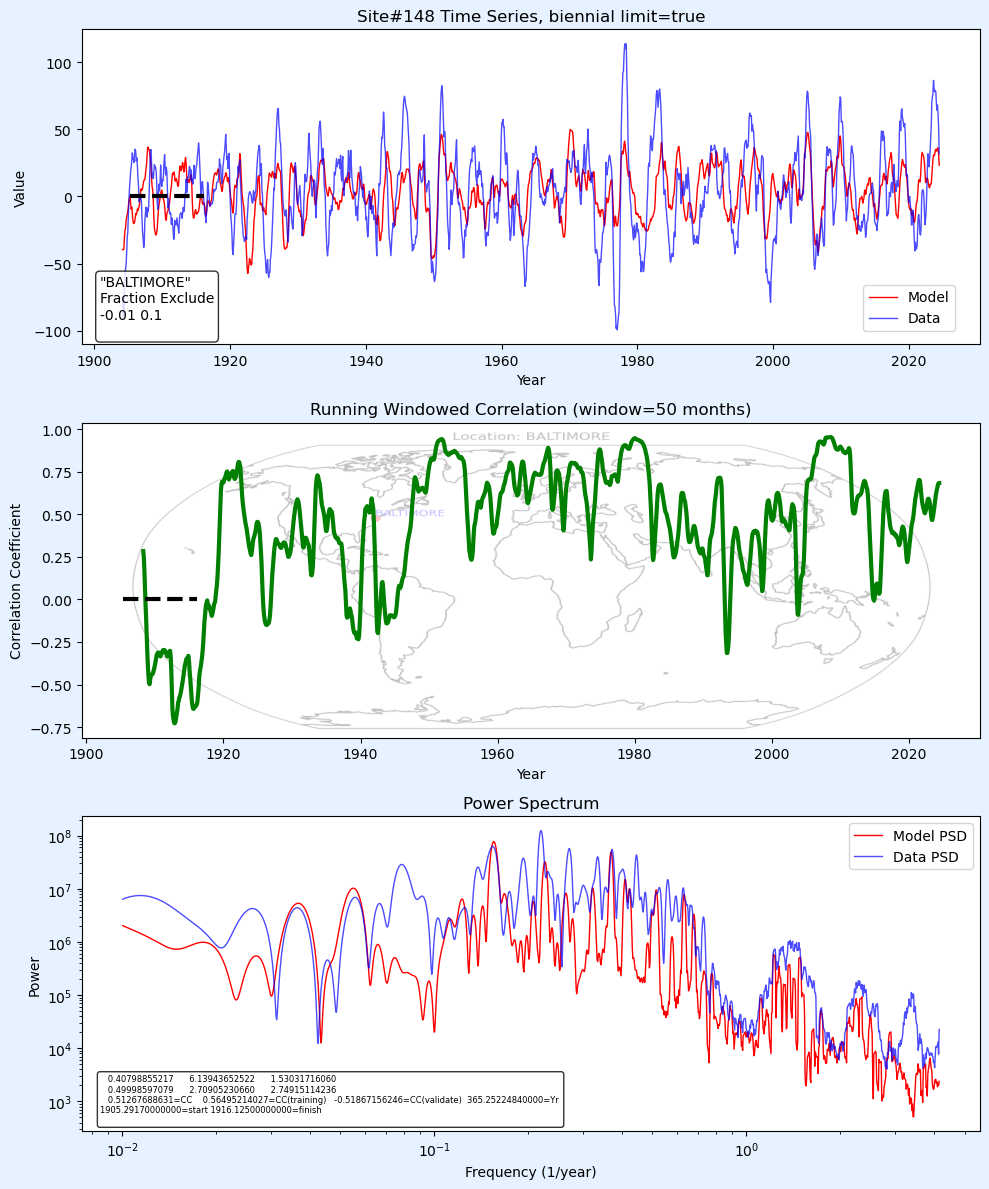 Site#148 Time Series, biennial limit=true
100
50
0
−50
−100
Value
"BALTIMORE"
Fraction Exclude
-0.01 0.1
Model
Data
1900 1920 1940 1960 1980 2000 2020
Year
Running Windowed Correlation (window=50 months)
Location: BALTIMORE
BALTIMORE
1.00
0.75
0.50
0.25
0.00
−0.25
−0.50
−0.75
Correlation Coefficient
1900 1920 1940 1960 1980 2000 2020
Year
Power Spectrum
Model PSD
Data PSD
10⁸
10⁷
10⁶
10⁵
10⁴
10³
Power
0.40798855217 6.13943652522 1.53031716060
0.49998597079 2.70905230660 2.74915114236
0.51267688631=CC 0.56495214027=CC(training) -0.51867156246=CC(validate) 365.25224840000=Yr
1905.29170000000=start 1916.12500000000=finish
10⁻² 10⁻¹ 10⁰
Frequency (1/year)